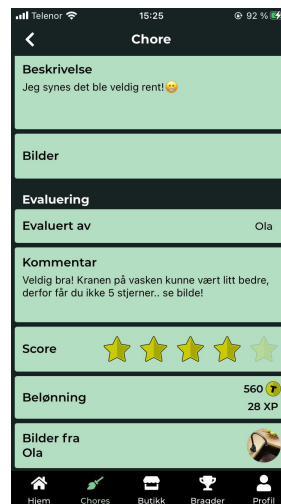 Telenor 15:25 92 %
Chore
Beskrivelse
Jeg synes det ble veldig rent!😁
Bilder
Evaluering
Evaluert av Ola
Kommentar
Veldig bra! Kranen på vasken kunne vært litt bedre,
derfor får du ikke 5 stjerner.. se bilde!
Score
Belønning 560
28 XP
Bilder fra
Ola
Hjem Chores Butikk Bragder Profil